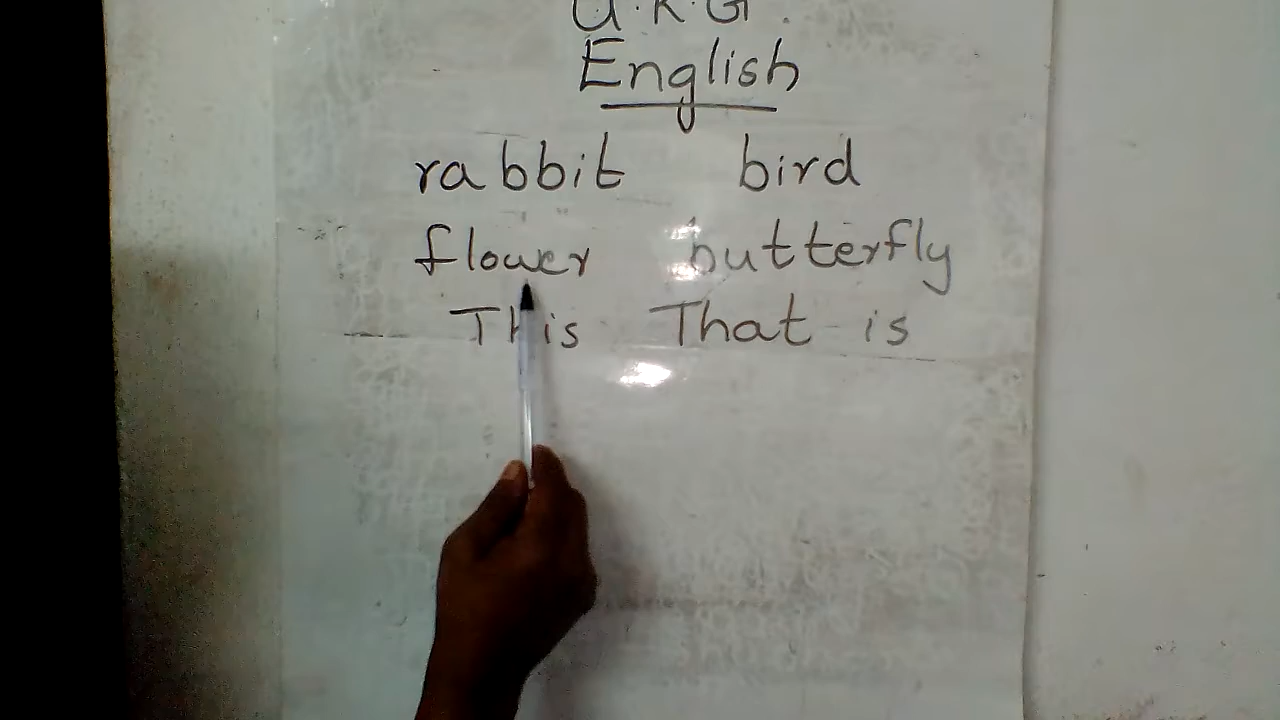 U.K.G.
English
rabbit bird
flower butterfly
This That is